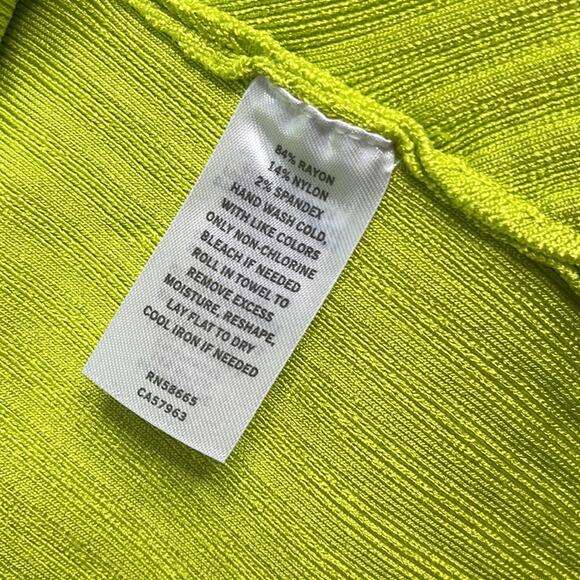 84% RAYON
14% NYLON
2% SPANDEX
HAND WASH COLD,
WITH LIKE COLORS
ONLY NON-CHLORINE
BLEACH IF NEEDED
ROLL IN TOWEL TO
REMOVE EXCESS
MOISTURE. RESHAPE.
LAY FLAT TO DRY
COOL IRON IF NEEDED
RN58665
CA57963